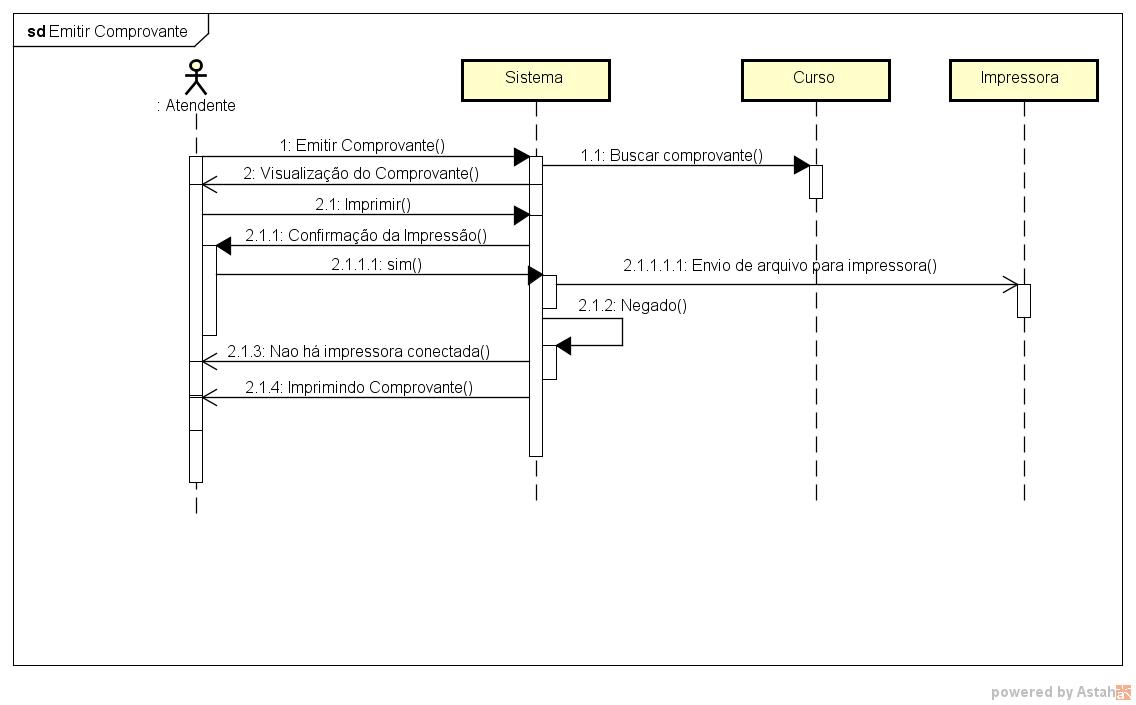 sd Emitir Comprovante
: Atendente
Sistema
Curso
Impressora
1: Emitir Comprovante()
1.1: Buscar comprovante()
2: Visualização do Comprovante()
2.1: Imprimir()
2.1.1: Confirmação da Impressão()
2.1.1.1: sim()
2.1.1.1.1: Envio de arquivo para impressora()
2.1.2: Negado()
2.1.3: Nao há impressora conectada()
2.1.4: Imprimindo Comprovante()
powered by Astah